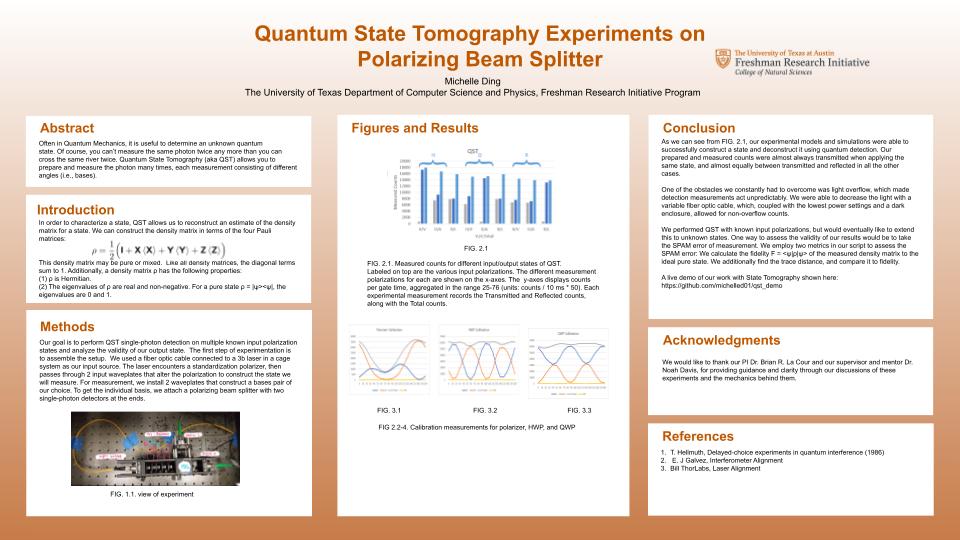 Quantum State Tomography Experiments on
Polarizing Beam Splitter
Michelle Ding
The University of Texas Department of Computer Science and Physics, Freshman Research Initiative Program
The University of Texas at Austin
Freshman Research Initiative
College of Natural Sciences
Abstract
Often in Quantum Mechanics, it is useful to determine an unknown quantum
state. Of course, you can't measure the same photon twice any more than you can
cross the same river twice. Quantum State Tomography (aka QST) allows you to
prepare and measure the photon many times, each measurement consisting of different
angles (i.e., bases).
Introduction
In order to characterize a state, QST allows us to reconstruct an estimate of the density
matrix for a state. We can construct the density matrix in terms of the four Pauli
matrices:
ρ = 1/2 (I + X ⟨X⟩ + Y ⟨Y⟩ + Z ⟨Z⟩)
This density matrix may be pure or mixed. Like all density matrices, the diagonal terms
sum to 1. Additionally, a density matrix ρ has the following properties:
(1) ρ is Hermitian.
(2) The eigenvalues of ρ are real and non-negative. For a pure state ρ = |ψ><ψ|, the
eigenvalues are 0 and 1.
Methods
Our goal is to perform QST single-photon detection on multiple known input polarization
states and analyze the validity of our output state. The first step of experimentation is
to assemble the setup. We used a fiber optic cable connected to a 3b laser in a cage
system as our input source. The laser encounters a standardization polarizer, then
passes through 2 input waveplates that alter the polarization to construct the state we
will measure. For measurement, we install 2 waveplates that construct a bases pair of
our choice. To get the individual basis, we attach a polarizing beam splitter with two
single-photon detectors at the ends.
FIG. 1.1. view of experiment
Figures and Results
QST
Measured Counts
20000
18000
16000
14000
12000
10000
8000
6000
4000
2000
0
FIG. 2.1
FIG. 2.1. Measured counts for different input/output states of QST.
Labeled on top are the various input polarizations. The different measurement
polarizations for each are shown on the x-axes. The y-axes displays counts
per gate time, aggregated in the range 25-76 (units: counts / 10 ms * 50). Each
experimental measurement records the Transmitted and Reflected counts,
along with the Total counts.
FIG. 3.1
FIG. 3.2
FIG. 3.3
FIG 2.2-4. Calibration measurements for polarizer, HWP, and QWP
Conclusion
As we can see from FIG. 2.1, our experimental models and simulations were able to
successfully construct a state and deconstruct it using quantum detection. Our
prepared and measured counts were almost always transmitted when applying the
same state, and almost equally between transmitted and reflected in all the other
cases.
One of the obstacles we constantly had to overcome was light overflow, which made
detection measurements act unpredictably. We were able to decrease the light with a
variable fiber optic cable, which, coupled with the lowest power settings and a dark
enclosure, allowed for non-overflow counts.
We performed QST with known input polarizations, but would eventually like to extend
this to unknown states. One way to assess the validity of our results would be to take
the SPAM error of measurement. We employ two metrics in our script to assess the
SPAM error: We calculate the fidelity F = <ψ|ρ|ψ> of the measured density matrix to the
ideal pure state. We additionally find the trace distance, and compare it to fidelity.
A live demo of our work with State Tomography shown here:
https://github.com/michelled01/qst_demo
Acknowledgments
We would like to thank our PI Dr. Brian R. La Cour and our supervisor and mentor Dr.
Noah Davis, for providing guidance and clarity through our discussions of these
experiments and the mechanics behind them.
References
1. T. Hellmuth, Delayed-choice experiments in quantum interference (1986)
2. E. J Galvez, Interferometer Alignment
3. Bill ThorLabs, Laser Alignment